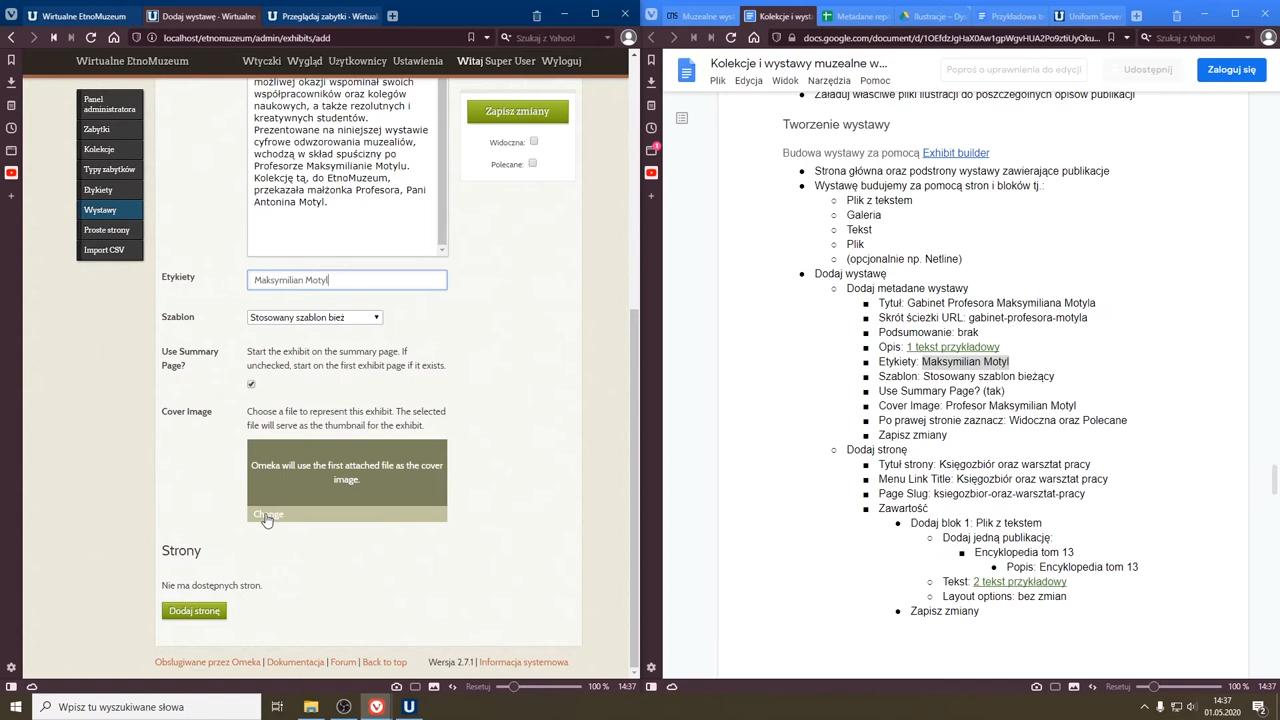 Wirtualne EtnoMuzeum
Dodaj wystawę - Wirtualne
Przeglądaj zabytki - Wirtual
localhost/etnomuzeum/admin/exhibits/add
Szukaj z Yahoo!
Wirtualne EtnoMuzeum
Wtyczki
Wygląd
Użytkownicy
Ustawienia
Witaj Super User
Wyloguj
Panel administratora
Zabytki
Kolekcje
Typy zabytków
Etykiety
Wystawy
Proste strony
Import CSV
możliwej okazji wspominał swoich
współpracowników oraz kolegów
naukowych, a także rezolutnych i
kreatywnych studentów.
Prezentowane na niniejszej wystawie
cyfrowe odwzorowania muzealiów,
wchodzą w skład spuścizny po
Profesorze Maksymilianie Motylu.
Kolekcję tą, do EtnoMuzeum,
przekazała małżonka Profesora, Pani
Antonina Motyl.
Zapisz zmiany
Widoczna:
Polecane:
Etykiety
Maksymilian Motyl
Szablon
Stosowany szablon bież
Use Summary Page?
Start the exhibit on the summary page. If
unchecked, start on the first exhibit page if it exists.
Cover Image
Choose a file to represent this exhibit. The selected
file will serve as the thumbnail for the exhibit.
Omeka will use the first attached file as the cover
image.
Change
Strony
Nie ma dostępnych stron.
Dodaj stronę
Obsługiwane przez Omeka | Dokumentacja | Forum | Back to top
Wersja 2.7.1 | Informacja systemowa
Resetuj
100 %
14:37
Muzealne wyst
Kolekcje i wyst
Metadane repo
Ilustracje – Dys
Przykładowa t
Uniform Server
docs.google.com/document/d/1OEfdzJgHaX0Aw1gpWgvHUA2Po9ztiUyOku...
Szukaj z Yahoo!
Kolekcje i wystawy muzealne w...
Plik
Edycja
Widok
Narzędzia
Pomoc
Poproś o uprawnienia do edycji
Udostępnij
Zaloguj się
Załaduj właściwe pliki ilustracji do poszczególnych opisów publikacji
Tworzenie wystawy
Budowa wystawy za pomocą Exhibit builder
Strona główna oraz podstrony wystawy zawierające publikacje
Wystawę budujemy za pomocą stron i bloków tj.:
Plik z tekstem
Galeria
Tekst
Plik
(opcjonalnie np. Netline)
Dodaj wystawę
Dodaj metadane wystawy
Tytuł: Gabinet Profesora Maksymiliana Motyla
Skrót ścieżki URL: gabinet-profesora-motyla
Podsumowanie: brak
Opis: 1 tekst przykładowy
Etykiety: Maksymilian Motyl
Szablon: Stosowany szablon bieżący
Use Summary Page? (tak)
Cover Image: Profesor Maksymilian Motyl
Po prawej stronie zaznacz: Widoczna oraz Polecane
Zapisz zmiany
Dodaj stronę
Tytuł strony: Księgozbiór oraz warsztat pracy
Menu Link Title: Księgozbiór oraz warsztat pracy
Page Slug: ksiegozbior-oraz-warsztat-pracy
Zawartość
Dodaj blok 1: Plik z tekstem
Dodaj jedną publikację:
Encyklopedia tom 13
Popis: Encyklopedia tom 13
Tekst: 2 tekst przykładowy
Layout options: bez zmian
Zapisz zmiany
Resetuj
100 %
14:37
Wpisz tu wyszukiwane słowa
14:37
01.05.2020
2